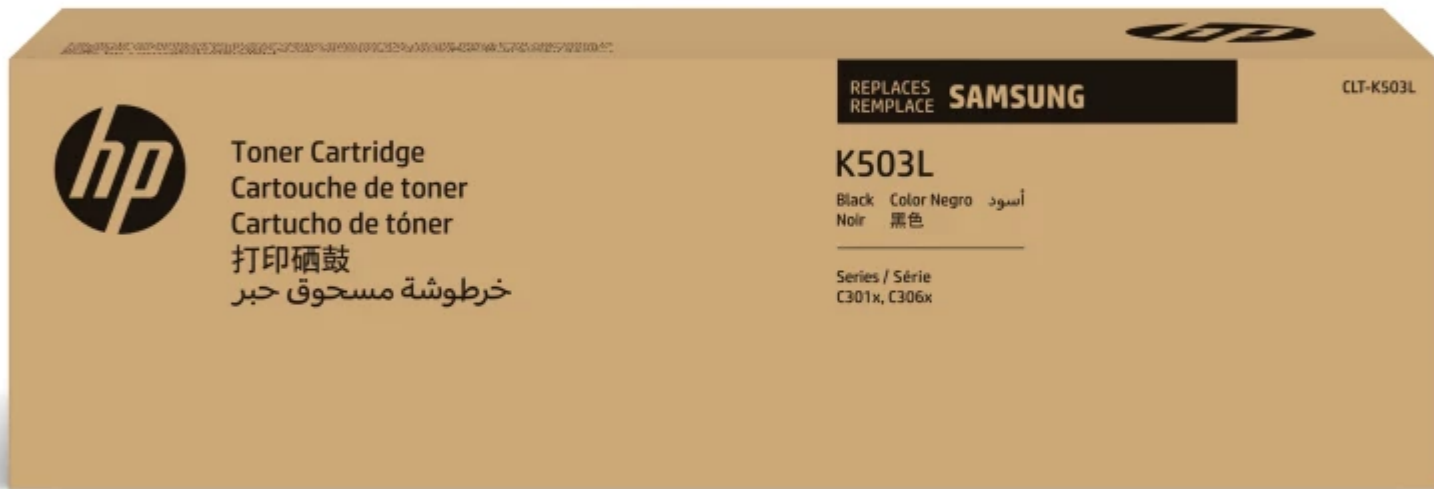 hp
Toner Cartridge
Cartouche de toner
Cartucho de tóner
打印硒鼓
خرطوشة مسحوق حبر
REPLACES
REMPLACE SAMSUNG
CLT-K503L
K503L
Black Color Negro أسود
Noir 黑色
Series / Série
C301x, C306x
hp